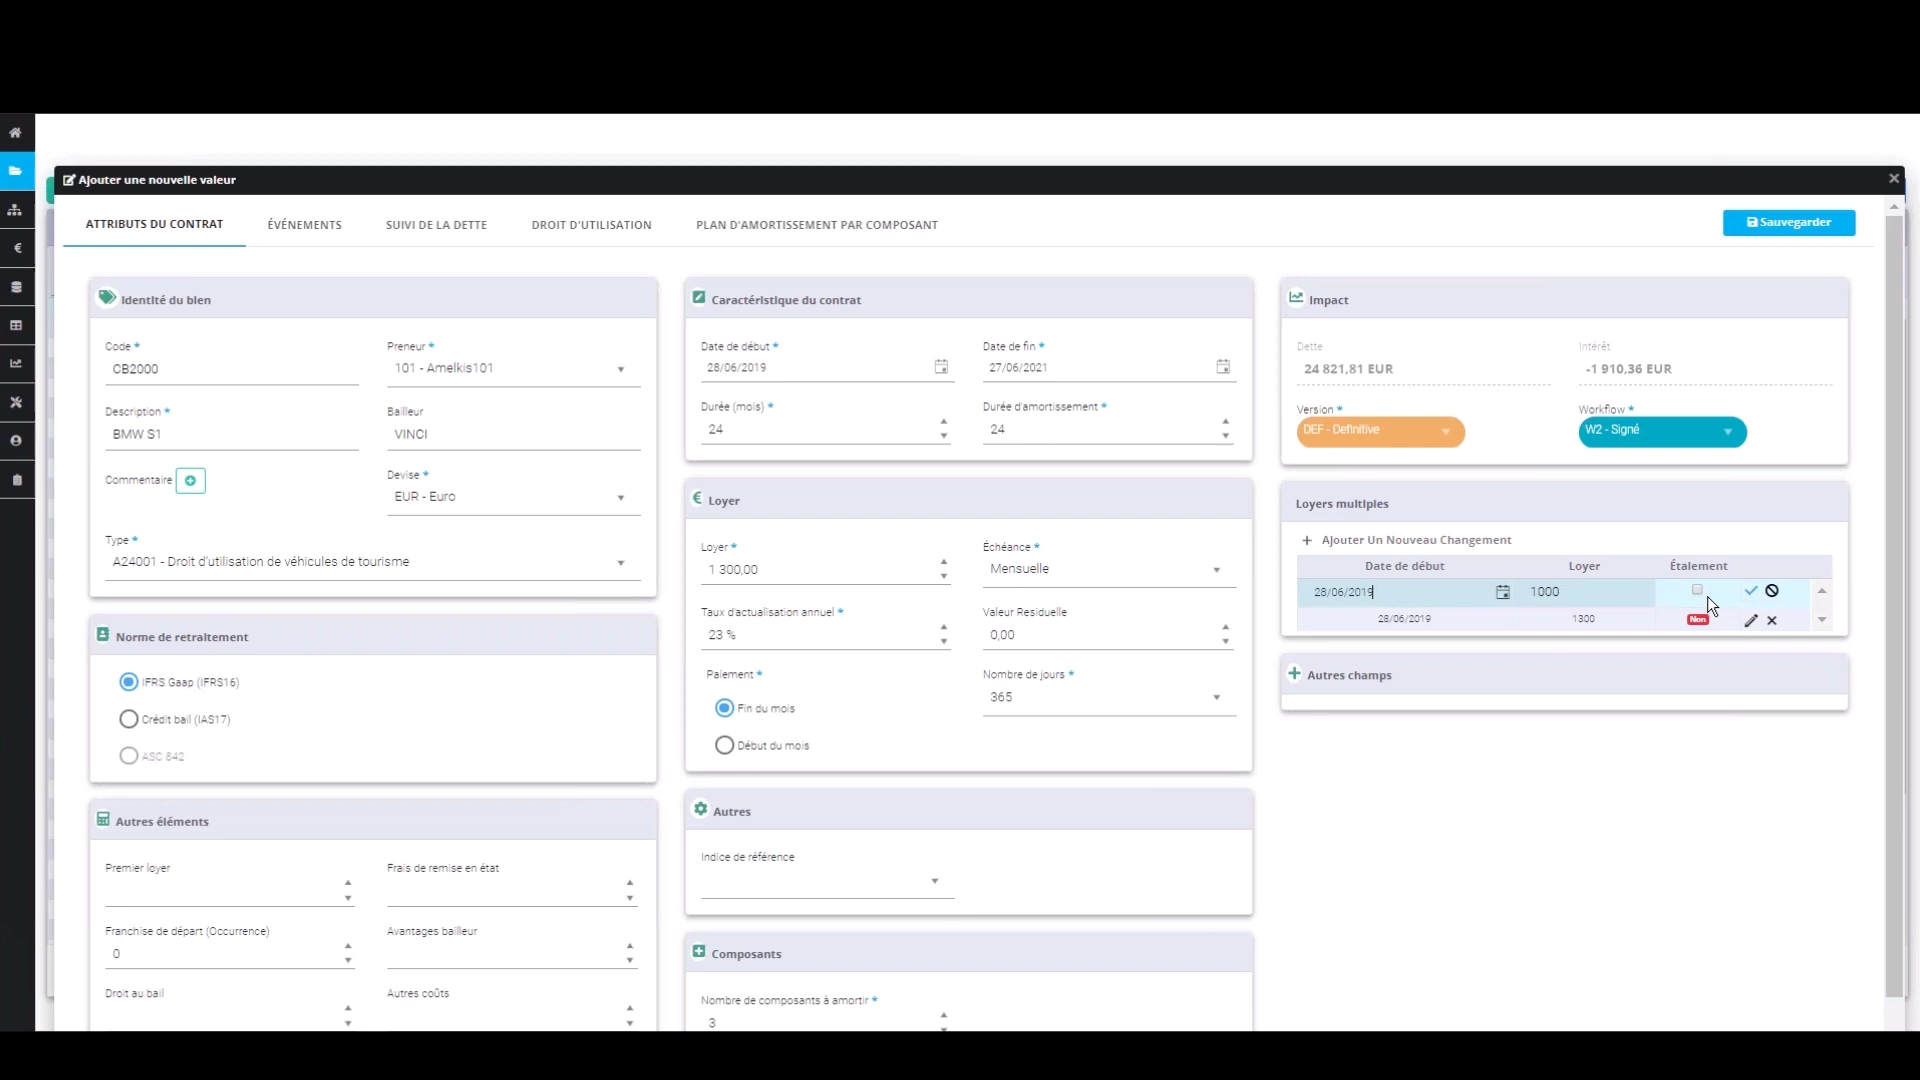 Ajouter une nouvelle valeur
ATTRIBUTS DU CONTRAT
ÉVÉNEMENTS
SUIVI DE LA DETTE
DROIT D'UTILISATION
PLAN D'AMORTISSEMENT PAR COMPOSANT
Sauvegarder
Identité du bien
Code *
CB2000
Preneur *
101 - Amelkis101
Description *
BMW S1
Bailleur
VINCI
Commentaire
Devise *
EUR - Euro
Type *
A24001 - Droit d'utilisation de véhicules de tourisme
Norme de retraitement
IFRS Gaap (IFRS16)
Crédit bail (IAS17)
ASC 842
Autres éléments
Premier loyer
Frais de remise en état
Franchise de départ (Occurrence)
0
Avantages bailleur
Droit au bail
Autres coûts
Caractéristique du contrat
Date de début *
28/06/2019
Date de fin *
27/06/2021
Durée (mois) *
24
Durée d'amortissement *
24
€ Loyer
Loyer *
1 300,00
Échéance *
Mensuelle
Taux d'actualisation annuel *
23 %
Valeur Residuelle
0,00
Paiement *
Fin du mois
Début du mois
Nombre de jours *
365
Autres
Indice de référence
Composants
Nombre de composants à amortir *
3
Impact
Dette
24 821,81 EUR
Intérêt
-1 910,36 EUR
Version *
DEF - Definitive
Workflow *
W2 - Signé
Loyers multiples
+ Ajouter Un Nouveau Changement
Date de début Loyer Étalement
28/06/2019 1000
28/06/2019 1300 Non
Autres champs